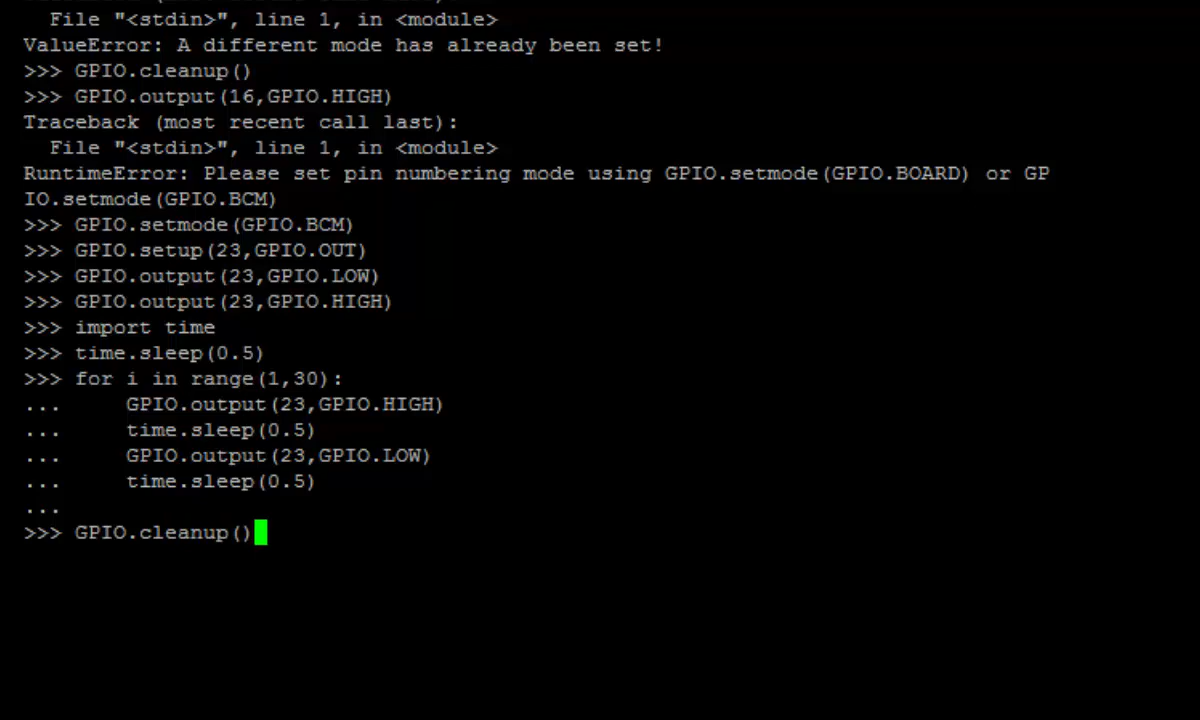 File "<stdin>", line 1, in <module>
ValueError: A different mode has already been set!
>>> GPIO.cleanup()
>>> GPIO.output(16,GPIO.HIGH)
Traceback (most recent call last):
  File "<stdin>", line 1, in <module>
RuntimeError: Please set pin numbering mode using GPIO.setmode(GPIO.BOARD) or GP
IO.setmode(GPIO.BCM)
>>> GPIO.setmode(GPIO.BCM)
>>> GPIO.setup(23,GPIO.OUT)
>>> GPIO.output(23,GPIO.LOW)
>>> GPIO.output(23,GPIO.HIGH)
>>> import time
>>> time.sleep(0.5)
>>> for i in range(1,30):
...     GPIO.output(23,GPIO.HIGH)
...     time.sleep(0.5)
...     GPIO.output(23,GPIO.LOW)
...     time.sleep(0.5)
...
>>> GPIO.cleanup()